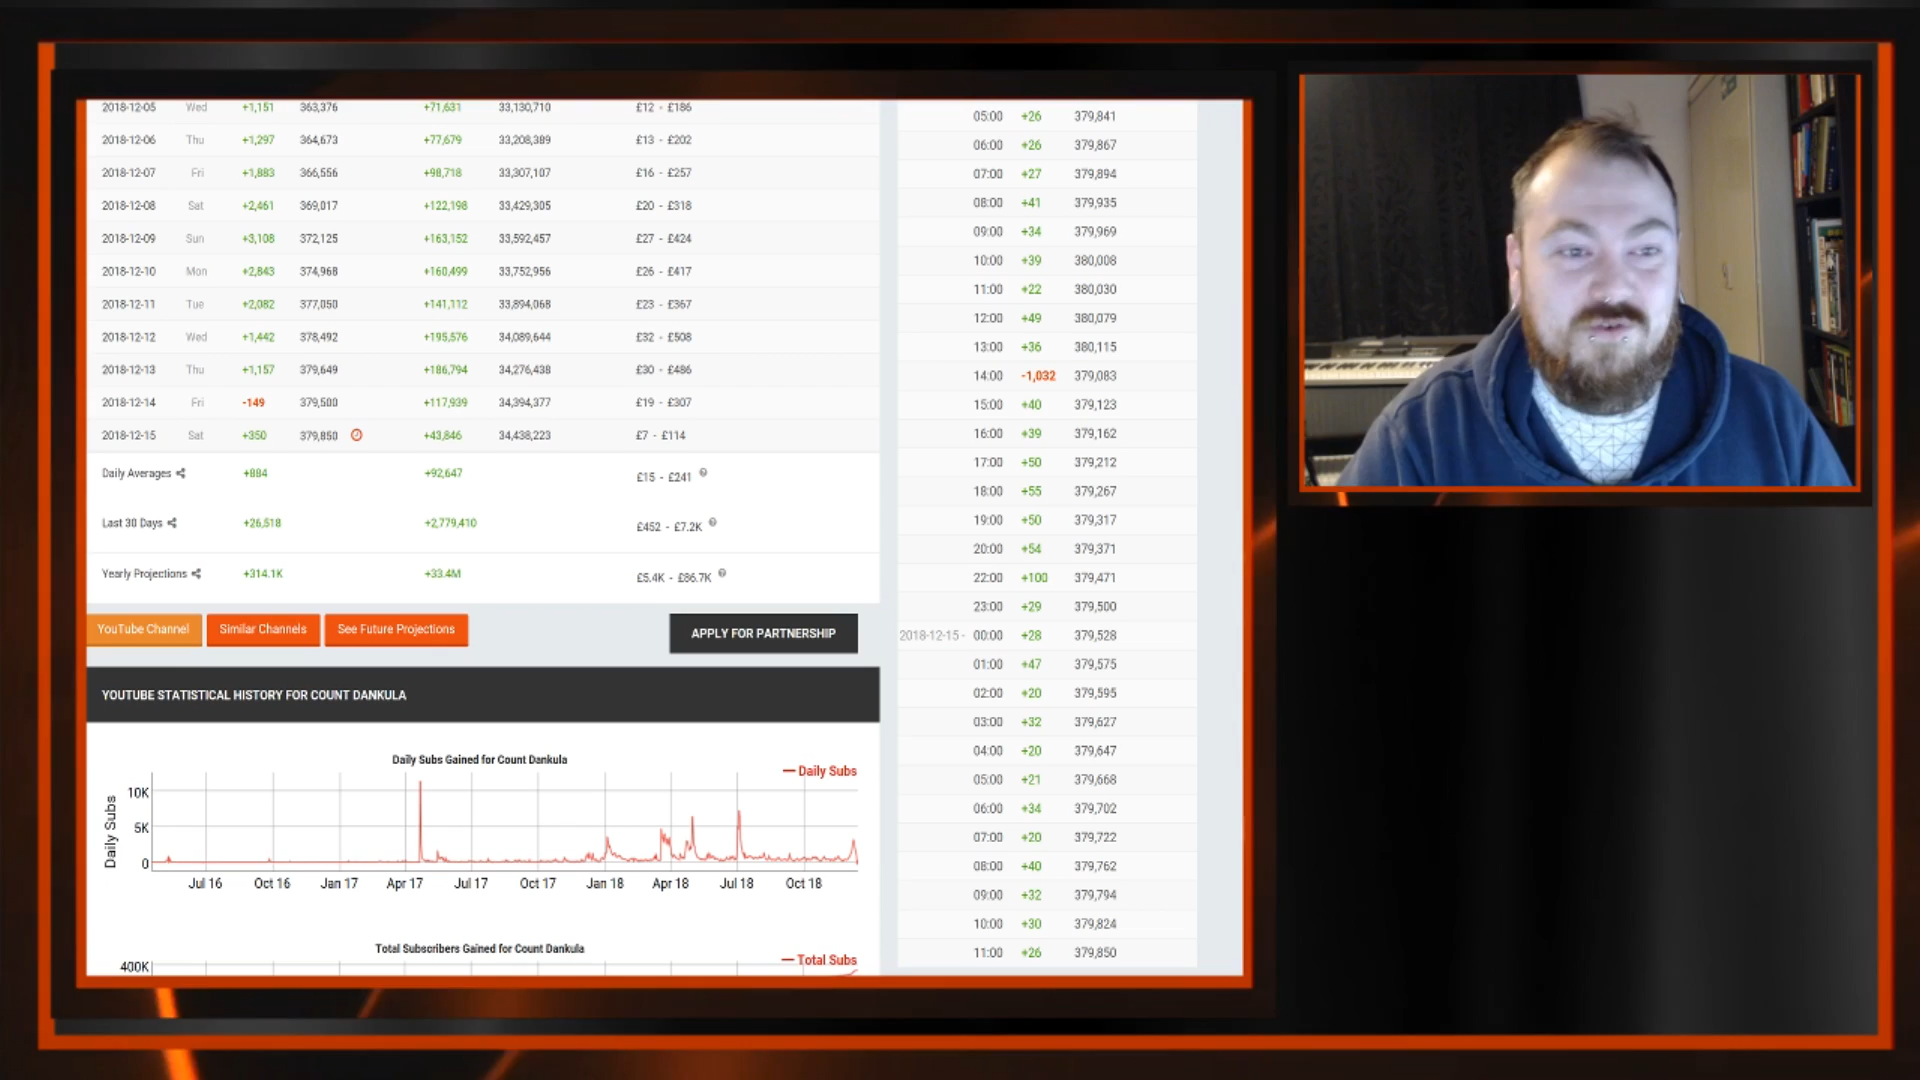 2018-12-05 Wed +1,151 363,376 +71,631 33,130,710 £12 - £186
2018-12-06 Thu +1,297 364,673 +77,679 33,208,389 £13 - £202
2018-12-07 Fri +1,883 366,556 +98,718 33,307,107 £16 - £257
2018-12-08 Sat +2,461 369,017 +122,198 33,429,305 £20 - £318
2018-12-09 Sun +3,108 372,125 +163,152 33,592,457 £27 - £424
2018-12-10 Mon +2,843 374,968 +160,499 33,752,956 £26 - £417
2018-12-11 Tue +2,082 377,050 +141,112 33,894,068 £23 - £367
2018-12-12 Wed +1,442 378,492 +195,576 34,089,644 £32 - £508
2018-12-13 Thu +1,157 379,649 +186,794 34,276,438 £30 - £486
2018-12-14 Fri -149 379,500 +117,939 34,394,377 £19 - £307
2018-12-15 Sat +350 379,850 +43,846 34,438,223 £7 - £114
Daily Averages +884 +92,647 £15 - £241
Last 30 Days +26,518 +2,779,410 £452 - £7.2K
Yearly Projections +314.1K +33.4M £5.4K - £86.7K
YouTube Channel
Similar Channels
See Future Projections
APPLY FOR PARTNERSHIP
YOUTUBE STATISTICAL HISTORY FOR COUNT DANKULA
Daily Subs Gained for Count Dankula
Daily Subs
Daily Subs
10K
5K
0
Jul 16 Oct 16 Jan 17 Apr 17 Jul 17 Oct 17 Jan 18 Apr 18 Jul 18 Oct 18
Total Subscribers Gained for Count Dankula
Total Subs
400K
05:00 +26 379,841
06:00 +26 379,867
07:00 +27 379,894
08:00 +41 379,935
09:00 +34 379,969
10:00 +39 380,008
11:00 +22 380,030
12:00 +49 380,079
13:00 +36 380,115
14:00 -1,032 379,083
15:00 +40 379,123
16:00 +39 379,162
17:00 +50 379,212
18:00 +55 379,267
19:00 +50 379,317
20:00 +54 379,371
22:00 +100 379,471
23:00 +29 379,500
2018-12-15 - 00:00 +28 379,528
01:00 +47 379,575
02:00 +20 379,595
03:00 +32 379,627
04:00 +20 379,647
05:00 +21 379,668
06:00 +34 379,702
07:00 +20 379,722
08:00 +40 379,762
09:00 +32 379,794
10:00 +30 379,824
11:00 +26 379,850